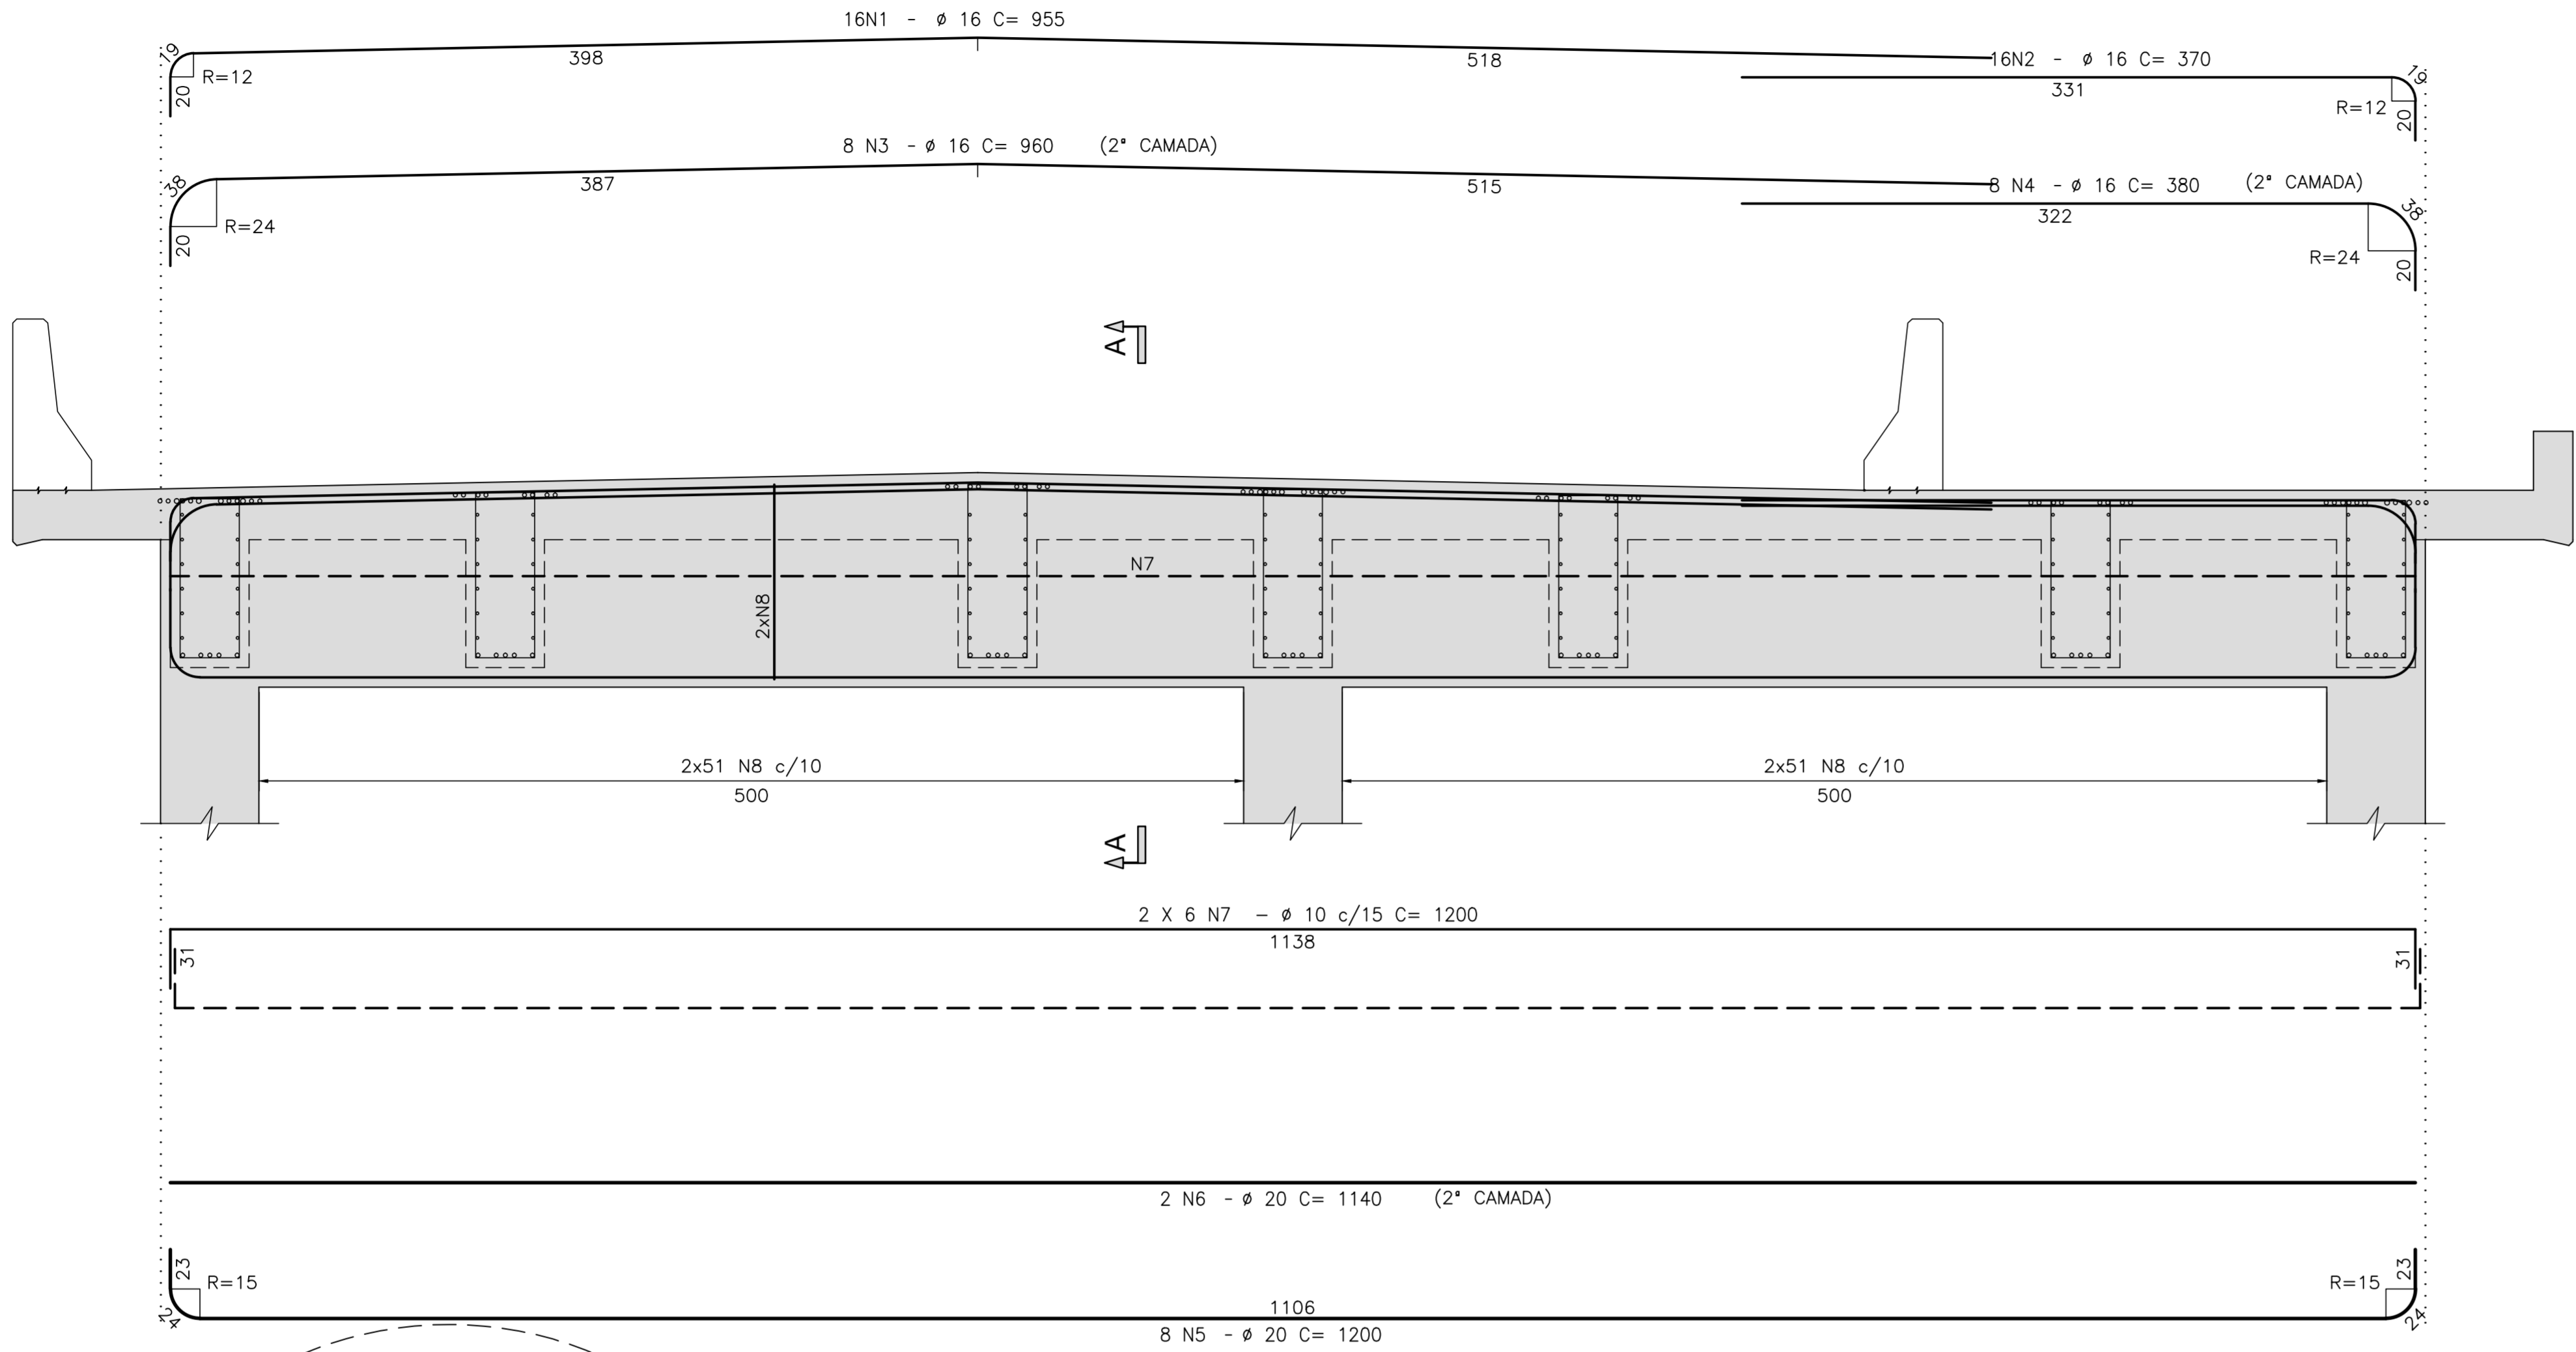 16N1 - ø 16 C= 955
19
398
518
16N2 - ø 16 C= 370
19
R=12
20
331
R=12
20
8 N3 - ø 16 C= 960 (2ª CAMADA)
38
387
515
8 N4 - ø 16 C= 380 (2ª CAMADA)
38
R=24
20
322
R=24
20
A
N7
2xN8
2x51 N8 c/10
500
2x51 N8 c/10
500
A
2 X 6 N7 - ø 10 c/15 C= 1200
1138
31
31
2 N6 - ø 20 C= 1140 (2ª CAMADA)
23
R=15
24
R=15
23
24
1106
8 N5 - ø 20 C= 1200